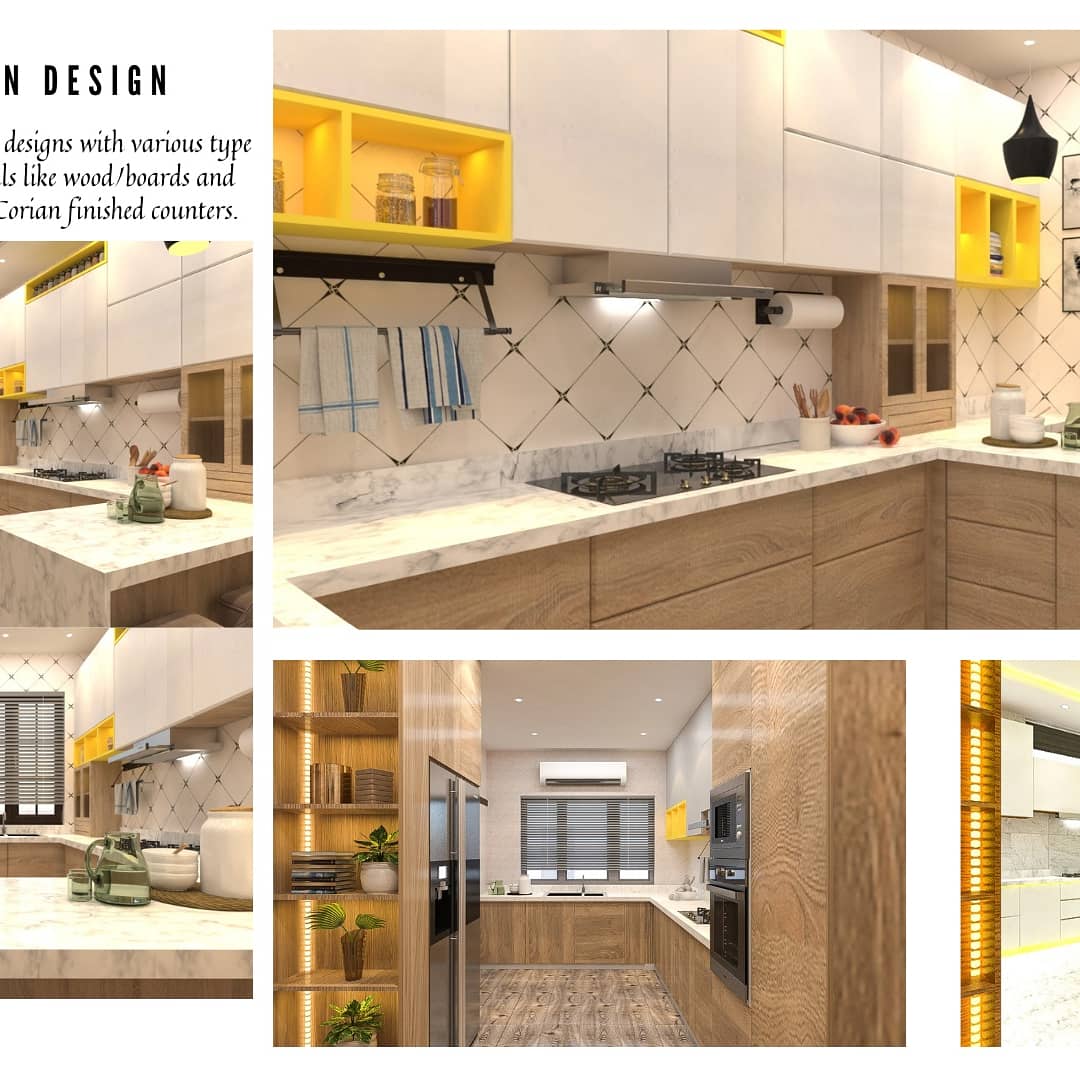 N DESIGN
designs with various type
ls like wood/boards and
Corian finished counters.